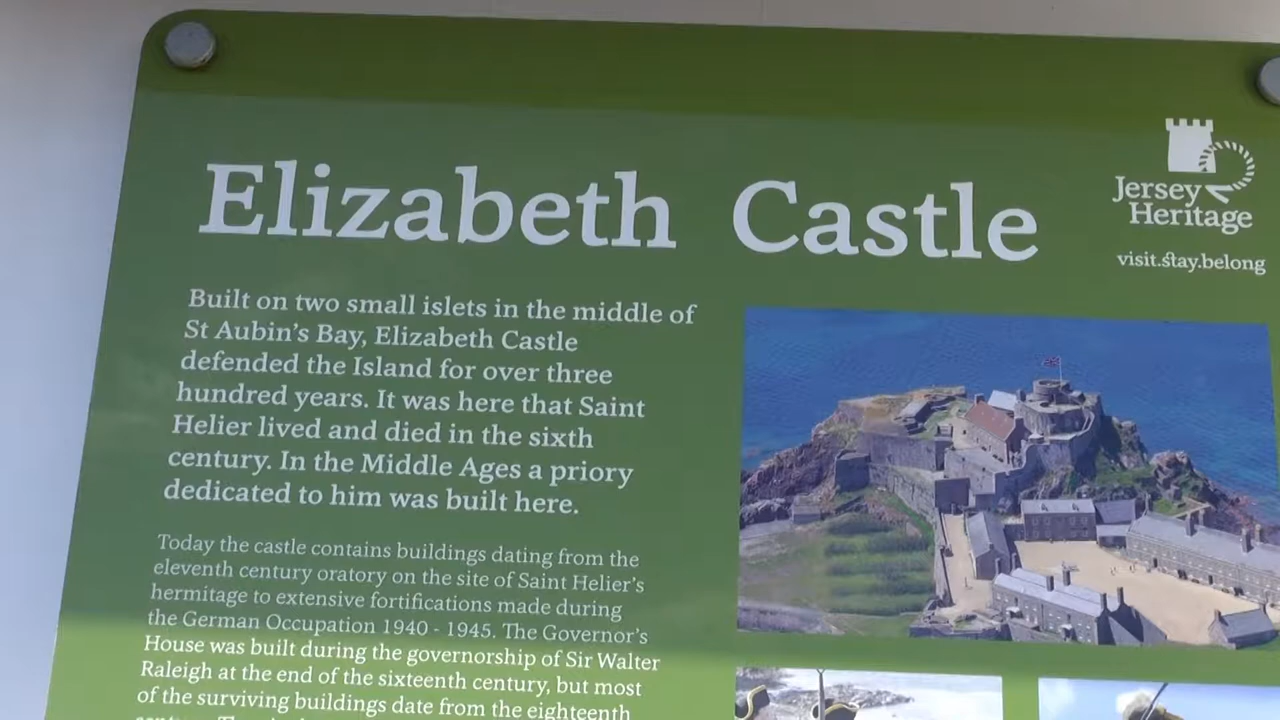 Elizabeth Castle
Jersey
Heritage
visit.stay.belong
Built on two small islets in the middle of
St Aubin's Bay, Elizabeth Castle
defended the Island for over three
hundred years. It was here that Saint
Helier lived and died in the sixth
century. In the Middle Ages a priory
dedicated to him was built here.
Today the castle contains buildings dating from the
eleventh century oratory on the site of Saint Helier's
hermitage to extensive fortifications made during
the German Occupation 1940 - 1945. The Governor's
House was built during the governorship of Sir Walter
Raleigh at the end of the sixteenth century, but most
of the surviving buildings date from the eighteenth